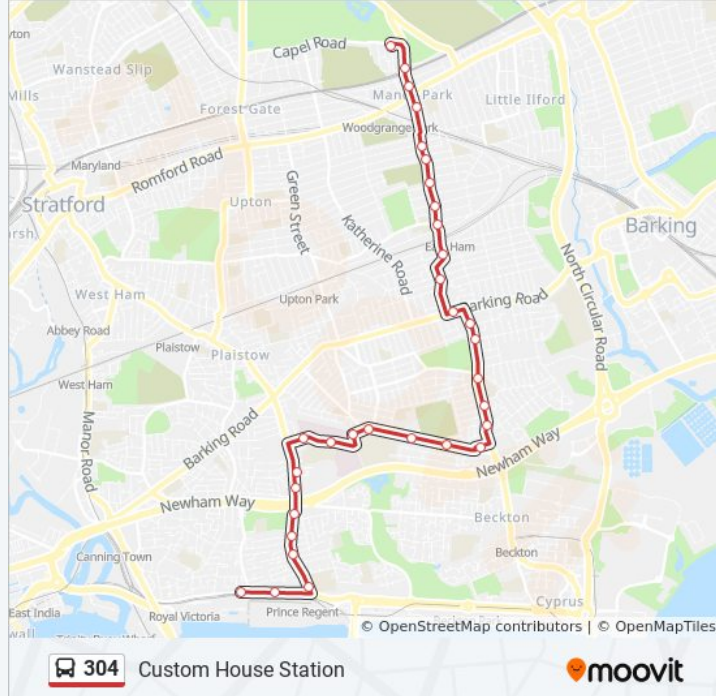 yton
Capel Road
Wanstead Slip
Mills
Forest Gate
Little Ilford
Woodgrange Park
Maryland
Romford Road
Stratford
Upton
Green Street
Katherine Road
Barking
arsh
East Ham
North Circular Road
West Ham
Upton Park
Barking Road
Abbey Road
Plaistow
Plaistow
West Ham
Manor Road
Barking Road
Newham Way
Newham Way
Beckton
Canning Town
Beckton
East India
Royal Victoria
Prince Regent
Cyprus
wall
© OpenStreetMap contributors | © OpenMapTiles
304 Custom House Station
moovit